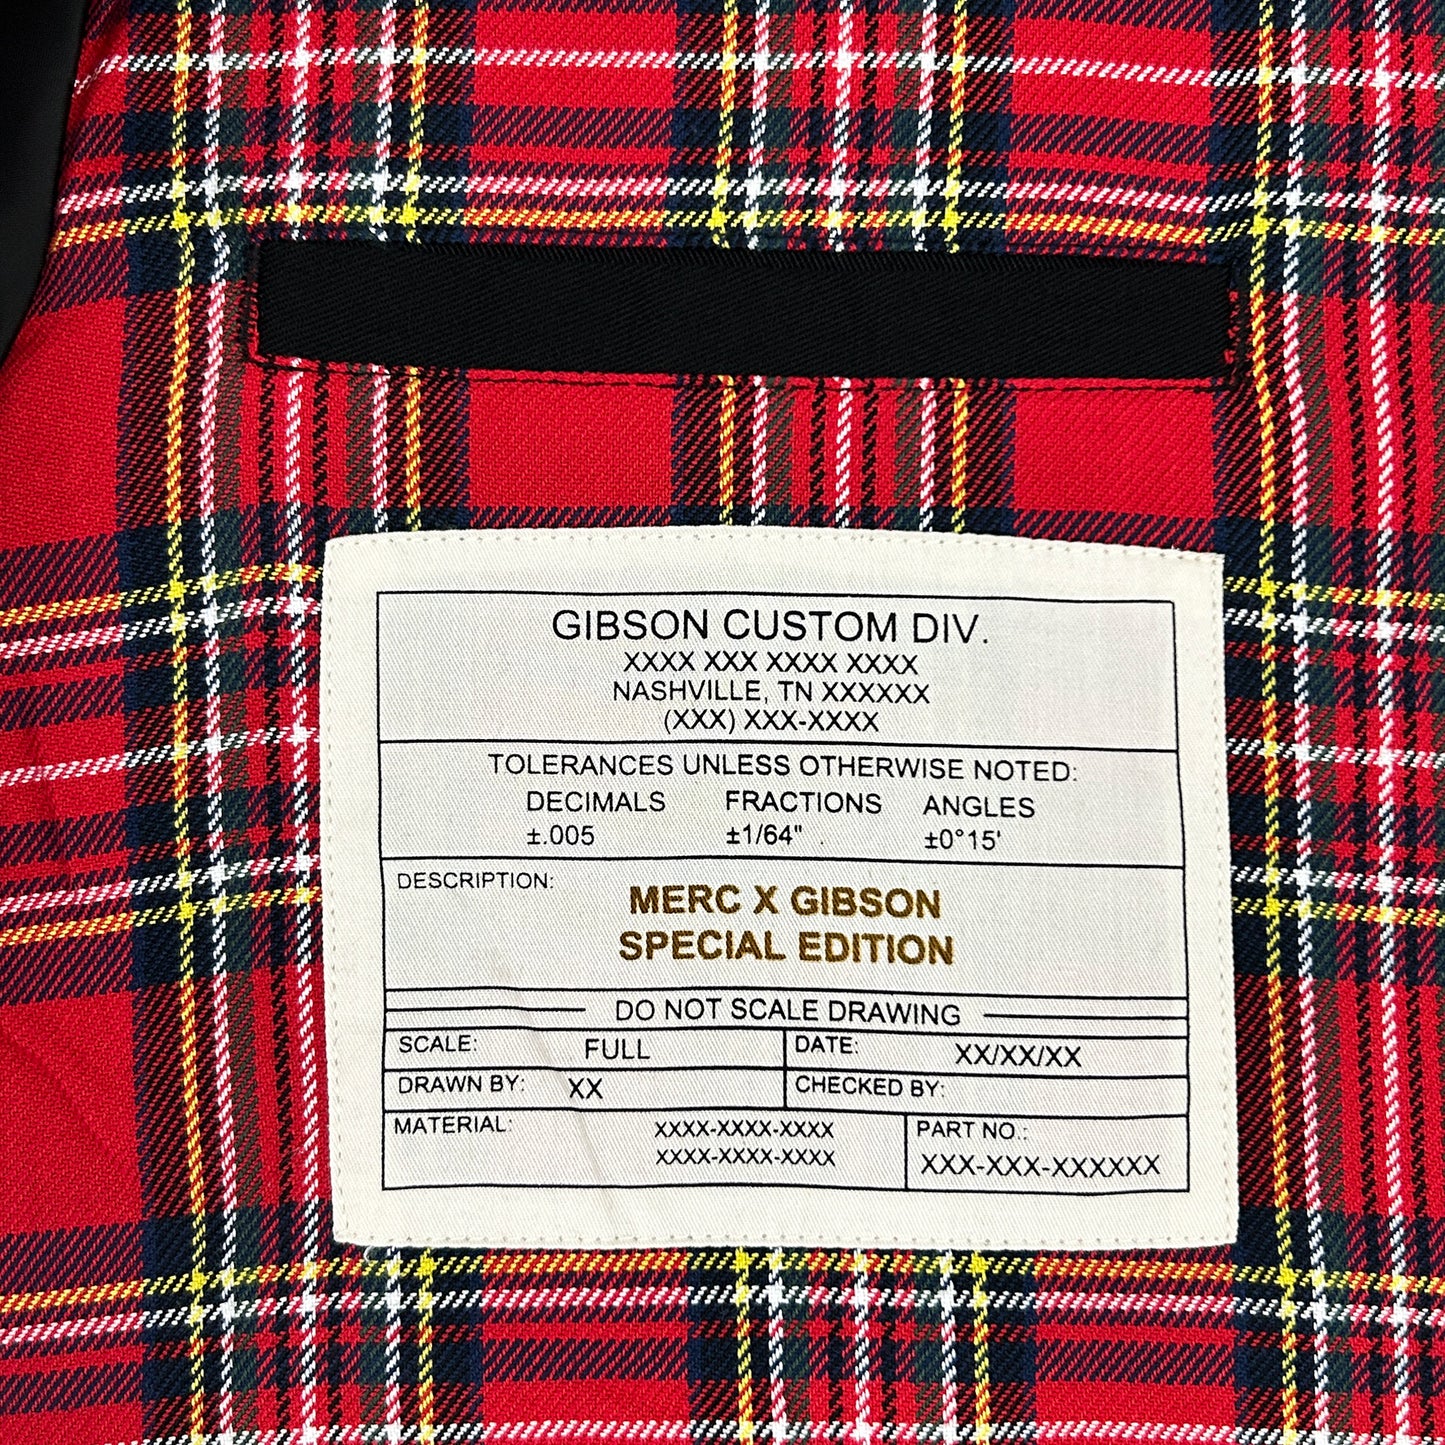 GIBSON CUSTOM DIV.
XXXX XXX XXXX XXXX
NASHVILLE, TN XXXXXX
(XXX) XXX-XXXX
TOLERANCES UNLESS OTHERWISE NOTED:
DECIMALS FRACTIONS ANGLES
±.005 ±1/64" ±0°15'
DESCRIPTION: MERC X GIBSON
SPECIAL EDITION
DO NOT SCALE DRAWING
SCALE: FULL DATE: XX/XX/XX
DRAWN BY: XX CHECKED BY:
MATERIAL: XXXX-XXXX-XXXX PART NO.:
XXXX-XXXX-XXXX XXX-XXX-XXXXXX